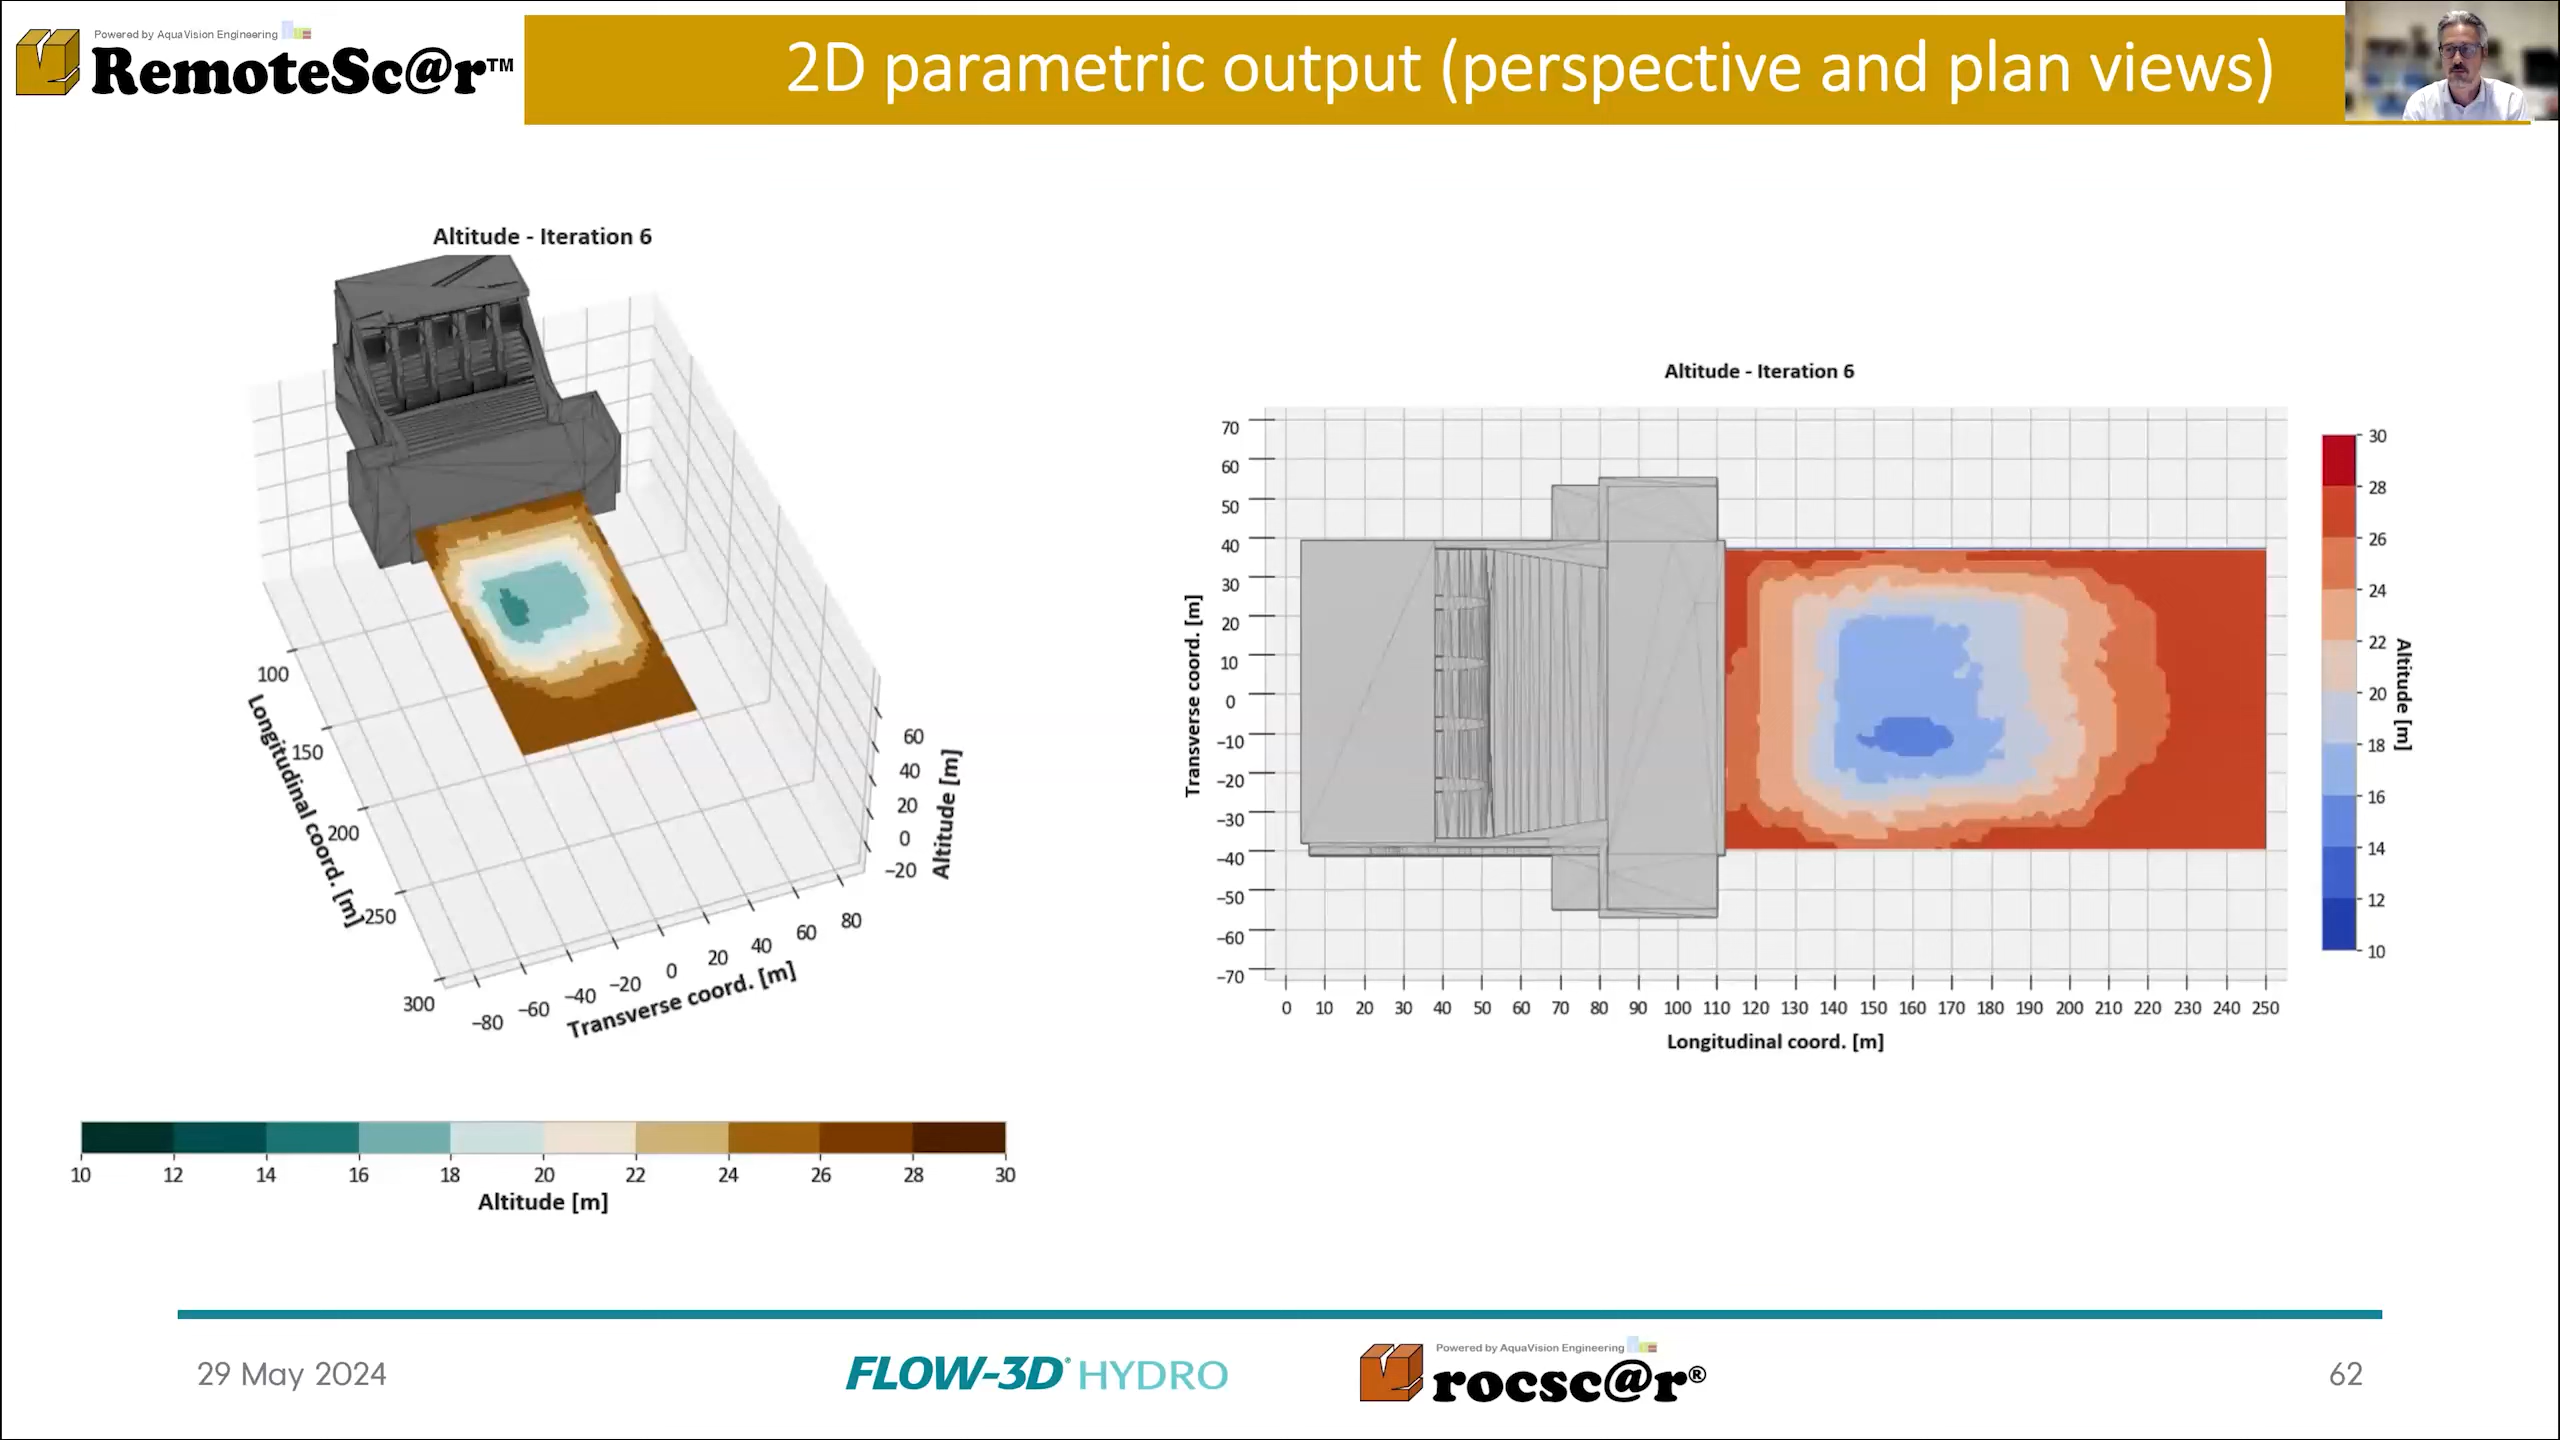 Powered by AquaVision Engineering
RemoteSc@r™
2D parametric output (perspective and plan views)
Altitude - Iteration 6
100
150
200
250
300
Longitudinal coord. [m]
−80
−60
−40
−20
0
20
40
60
80
Transverse coord. [m]
60
40
20
0
−20
Altitude [m]
10 12 14 16 18 20 22 24 26 28 30
Altitude [m]
Altitude - Iteration 6
70
60
50
40
30
20
10
0
−10
−20
−30
−40
−50
−60
−70
Transverse coord. [m]
0 10 20 30 40 50 60 70 80 90 100 110 120 130 140 150 160 170 180 190 200 210 220 230 240 250
Longitudinal coord. [m]
30
28
26
24
22
20
18
16
14
12
10
Altitude [m]
29 May 2024
FLOW-3D® HYDRO
Powered by AquaVision Engineering
rocsc@r®
62